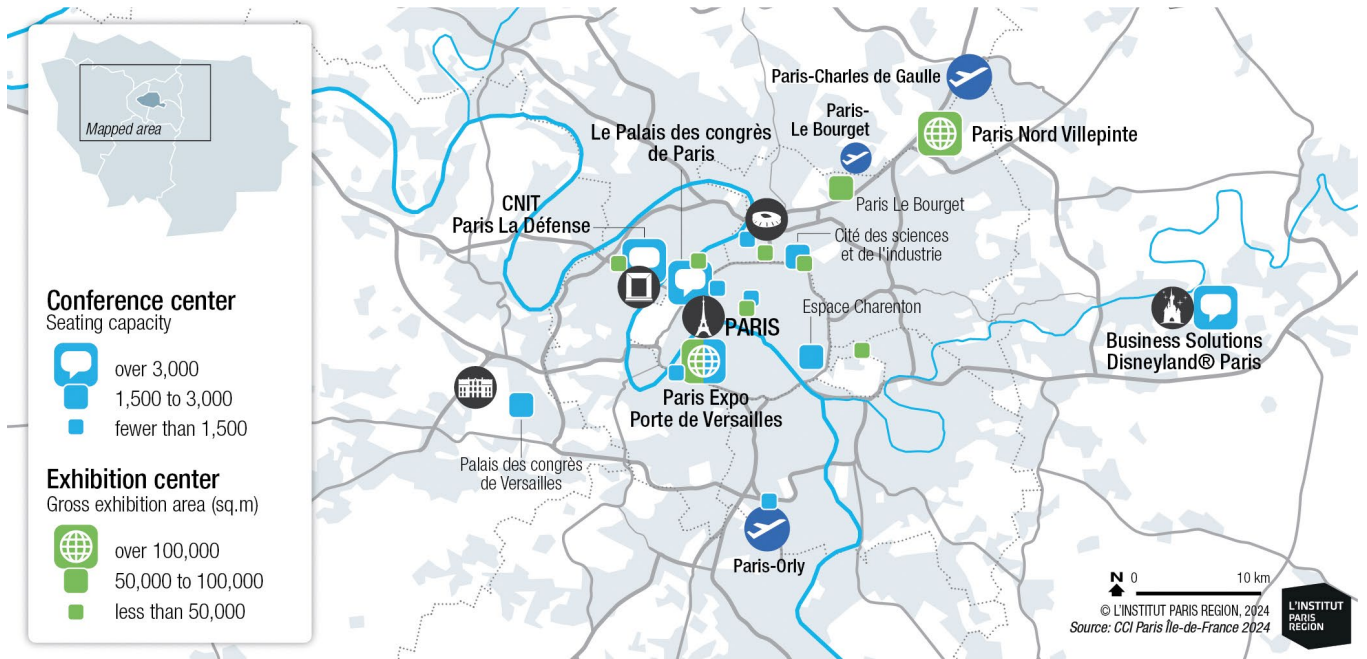 Mapped area
Conference center
Seating capacity
over 3,000
1,500 to 3,000
fewer than 1,500
Exhibition center
Gross exhibition area (sq.m)
over 100,000
50,000 to 100,000
less than 50,000
Paris-Charles de Gaulle
Paris-
Le Bourget
Le Palais des congrès
de Paris
Paris Nord Villepinte
CNIT
Paris La Défense
Paris Le Bourget
Cité des sciences
et de l'industrie
Espace Charenton
PARIS
Business Solutions
Disneyland® Paris
Paris Expo
Porte de Versailles
Palais des congrès
de Versailles
Paris-Orly
N 0 10 km
© L'INSTITUT PARIS REGION, 2024
Source: CCI Paris Île-de-France 2024
L'INSTITUT
PARIS
REGION